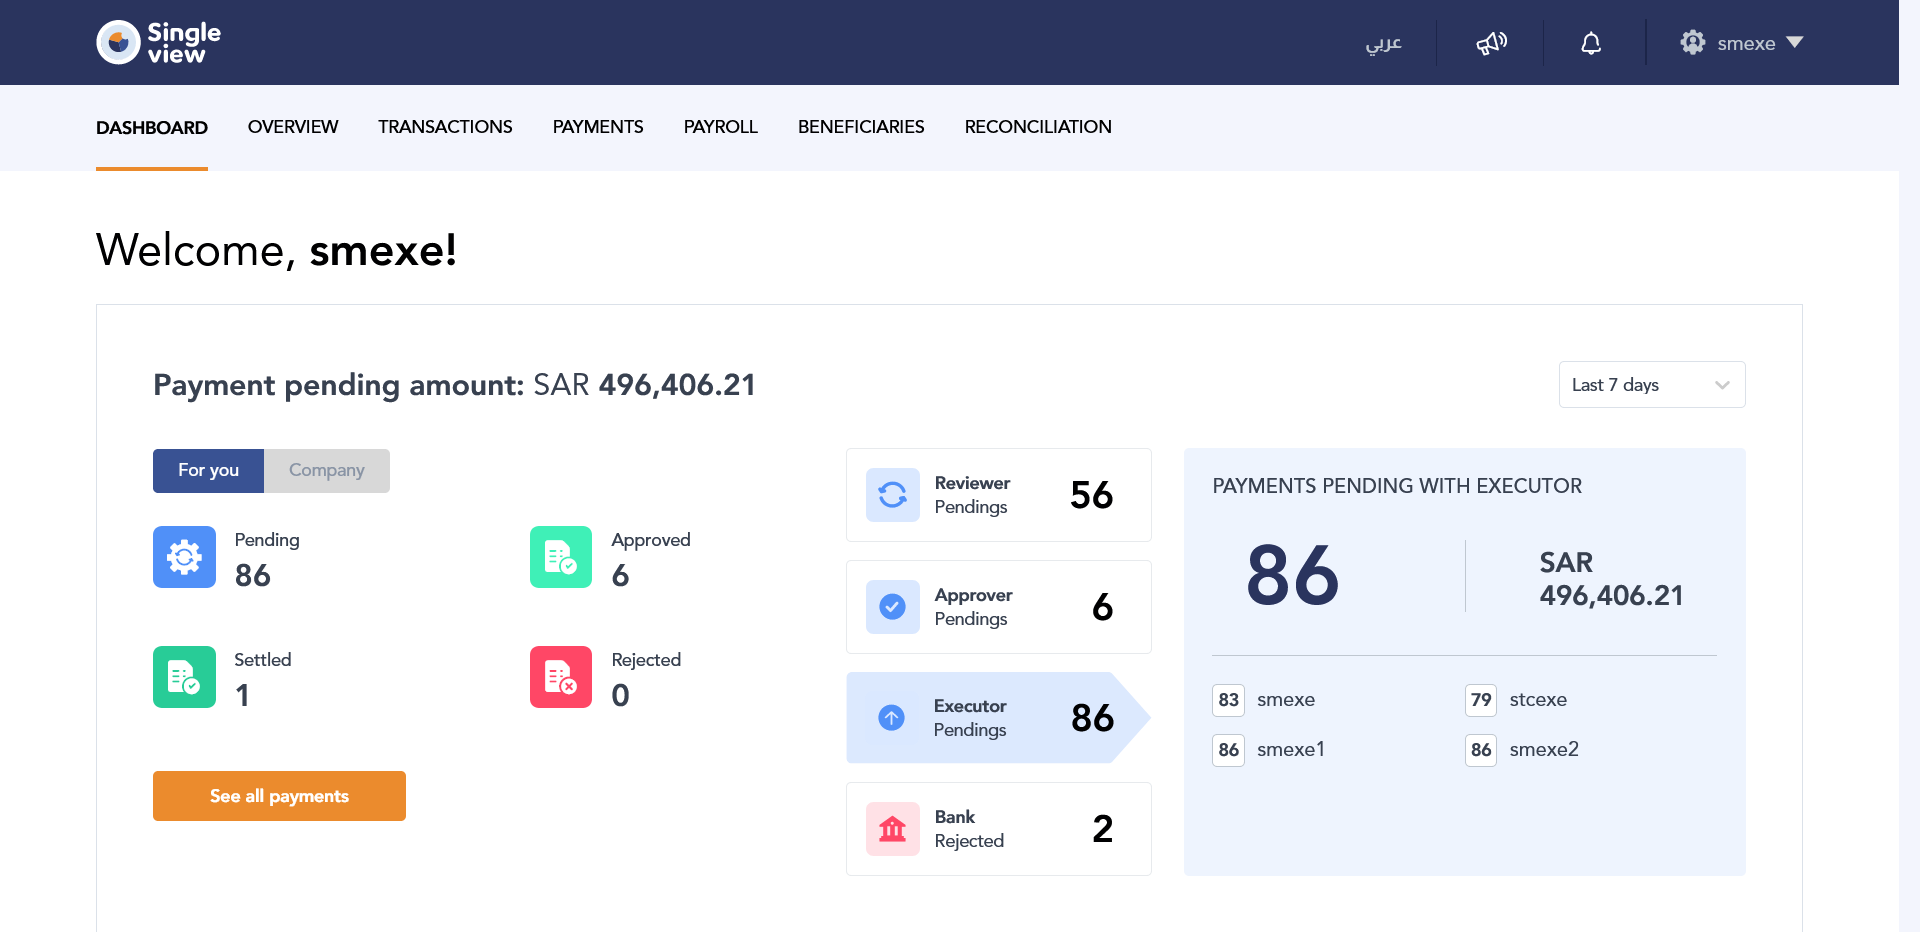 Single
view
عربي
smexe
DASHBOARD
OVERVIEW
TRANSACTIONS
PAYMENTS
PAYROLL
BENEFICIARIES
RECONCILIATION
Welcome, smexe!
Payment pending amount: SAR 496,406.21
Last 7 days
For you
Company
Pending
86
Approved
6
Settled
1
Rejected
0
See all payments
Reviewer
Pendings
56
Approver
Pendings
6
Executor
Pendings
86
Bank
Rejected
2
PAYMENTS PENDING WITH EXECUTOR
86
SAR
496,406.21
83 smexe
79 stcexe
86 smexe1
86 smexe2